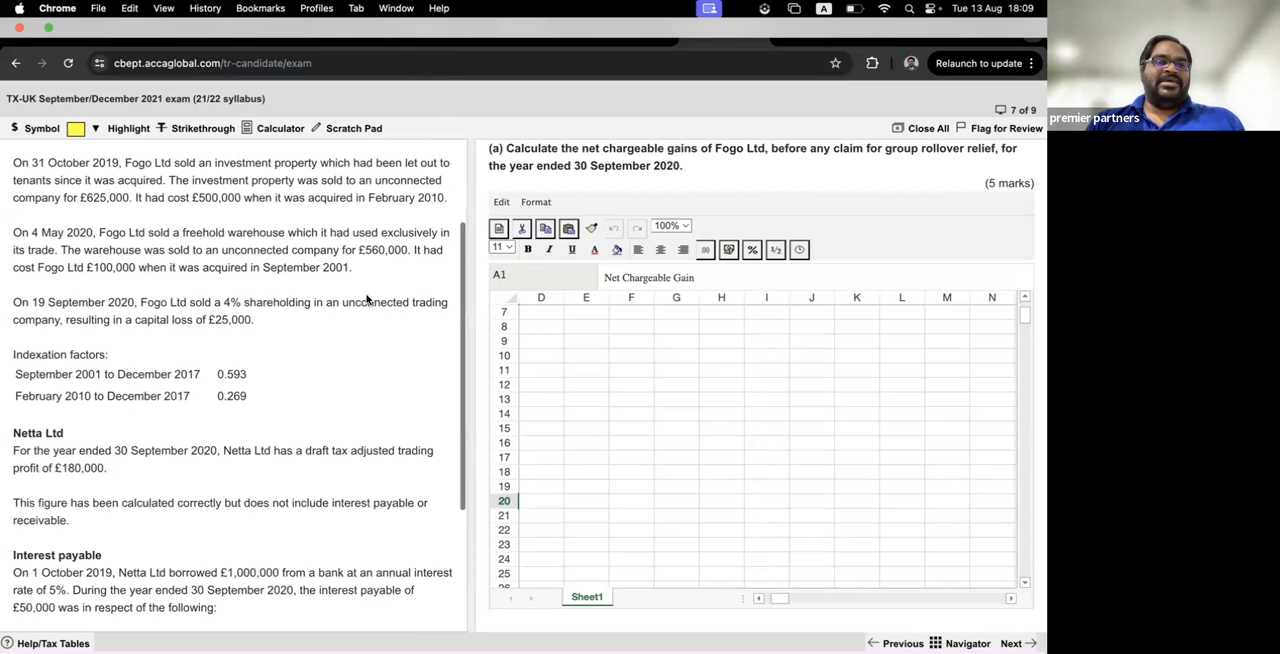 Chrome File Edit View History Bookmarks Profiles Tab Window Help A Tue 13 Aug 18:09
cbept.accaglobal.com/tr-candidate/exam Relaunch to update
TX-UK September/December 2021 exam (21/22 syllabus)
7 of 9
$ Symbol Highlight Strikethrough Calculator Scratch Pad Close All Flag for Review
On 31 October 2019, Fogo Ltd sold an investment property which had been let out to
tenants since it was acquired. The investment property was sold to an unconnected
company for £625,000. It had cost £500,000 when it was acquired in February 2010.
On 4 May 2020, Fogo Ltd sold a freehold warehouse which it had used exclusively in
its trade. The warehouse was sold to an unconnected company for £560,000. It had
cost Fogo Ltd £100,000 when it was acquired in September 2001.
On 19 September 2020, Fogo Ltd sold a 4% shareholding in an unconnected trading
company, resulting in a capital loss of £25,000.
Indexation factors:
September 2001 to December 2017 0.593
February 2010 to December 2017 0.269
Netta Ltd
For the year ended 30 September 2020, Netta Ltd has a draft tax adjusted trading
profit of £180,000.
This figure has been calculated correctly but does not include interest payable or
receivable.
Interest payable
On 1 October 2019, Netta Ltd borrowed £1,000,000 from a bank at an annual interest
rate of 5%. During the year ended 30 September 2020, the interest payable of
£50,000 was in respect of the following:
(a) Calculate the net chargeable gains of Fogo Ltd, before any claim for group rollover relief, for
the year ended 30 September 2020.
(5 marks)
Edit Format
100%
11 B I U A .00 % 1/2
A1 Net Chargeable Gain
D E F G H I J K L M N
7
8
9
10
11
12
13
14
15
16
17
18
19
20
21
22
23
24
25
Sheet1
Help/Tax Tables Previous Navigator Next
premier partners